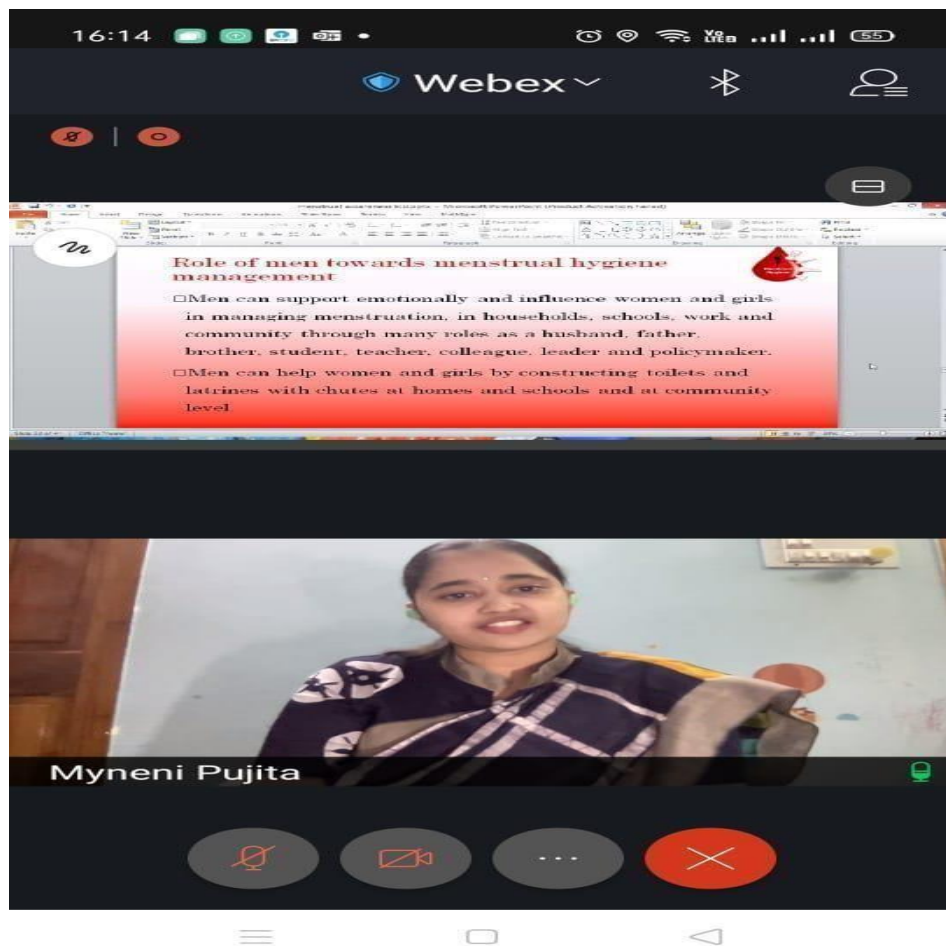 16:14
55
Webex
Role of men towards menstrual hygiene
management
□Men can support emotionally and influence women and girls
in managing menstruation, in households, schools, work and
community through many roles as a husband, father,
brother, student, teacher, colleague, leader and policymaker.
□Men can help women and girls by constructing toilets and
latrines with chutes at homes and schools and at community
level
Myneni Pujita